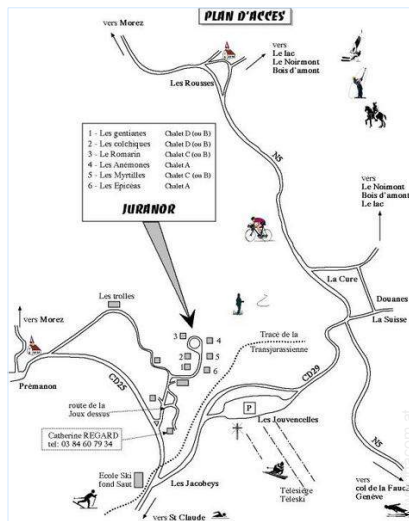 PLAN D'ACCES
vers Morez
vers
Le lac
Le Noirmont
Bois d'amont
Les Rousses
1 - Les gentianes Chalet D (ou B)
2 - Les colchiques Chalet D (ou B)
3 - Le Romarin Chalet C (ou B)
4 - Les Anémones Chalet A
5 - Les Myrtilles Chalet C (ou B)
6 - Les Epicéas Chalet A
JURANOR
N5
vers
Le Noimont
Bois d'amont
Le lac
La Cure
Douanes
La Suisse
Les trolles
vers Morez
Prémanon
3
4
2
5
1
6
Tracé de la
Transjurassienne
CD25
CD29
route de la
Joux dessus
P
Les Jouvencelles
Catherine REGARD
tel: 03 84 60 79 34
N5
Ecole Ski
fond Saut
Les Jacobeys
Télésiège
Téléski
vers
col de la Fauc
Genève
vers St Claude